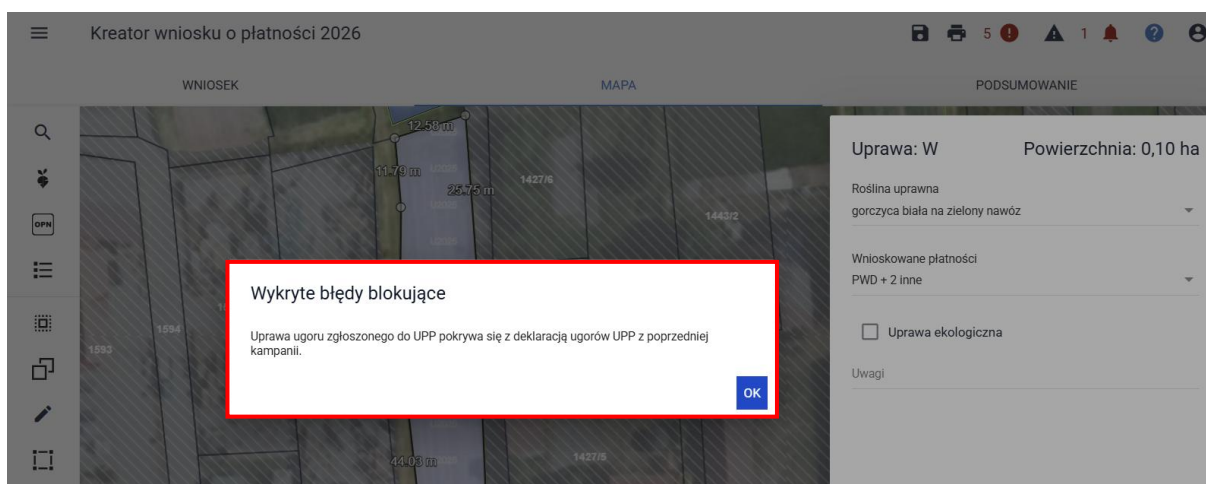 Kreator wniosku o płatności 2026
5
1
WNIOSEK
MAPA
PODSUMOWANIE
12.58 m
11.79 m
25.75 m
1427/6
1443/2
1594
1593
44.03 m
1427/5
OPN
Wykryte błędy blokujące
Uprawa ugoru zgłoszonego do UPP pokrywa się z deklaracją ugorów UPP z poprzedniej
kampanii.
OK
Uprawa: W
Powierzchnia: 0,10 ha
Roślina uprawna
gorczyca biała na zielony nawóz
Wnioskowane płatności
PWD + 2 inne
Uprawa ekologiczna
Uwagi